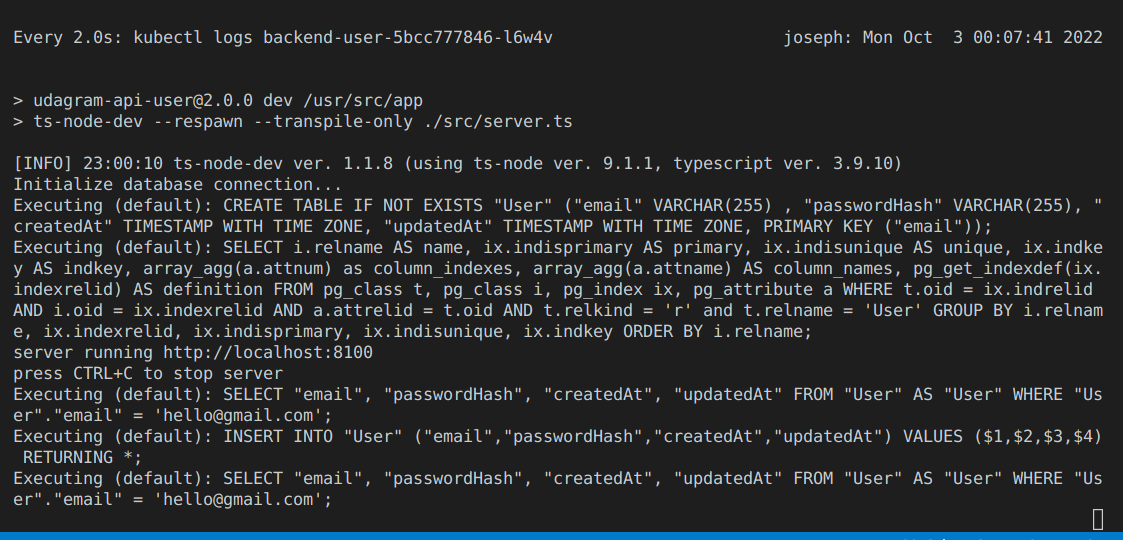 Every 2.0s: kubectl logs backend-user-5bcc777846-l6w4v joseph: Mon Oct  3 00:07:41 2022
> udagram-api-user@2.0.0 dev /usr/src/app
> ts-node-dev --respawn --transpile-only ./src/server.ts
[INFO] 23:00:10 ts-node-dev ver. 1.1.8 (using ts-node ver. 9.1.1, typescript ver. 3.9.10)
Initialize database connection...
Executing (default): CREATE TABLE IF NOT EXISTS "User" ("email" VARCHAR(255) , "passwordHash" VARCHAR(255), "
createdAt" TIMESTAMP WITH TIME ZONE, "updatedAt" TIMESTAMP WITH TIME ZONE, PRIMARY KEY ("email"));
Executing (default): SELECT i.relname AS name, ix.indisprimary AS primary, ix.indisunique AS unique, ix.indke
y AS indkey, array_agg(a.attnum) as column_indexes, array_agg(a.attname) AS column_names, pg_get_indexdef(ix.
indexrelid) AS definition FROM pg_class t, pg_class i, pg_index ix, pg_attribute a WHERE t.oid = ix.indrelid
AND i.oid = ix.indexrelid AND a.attrelid = t.oid AND t.relkind = 'r' and t.relname = 'User' GROUP BY i.relnam
e, ix.indexrelid, ix.indisprimary, ix.indisunique, ix.indkey ORDER BY i.relname;
server running http://localhost:8100
press CTRL+C to stop server
Executing (default): SELECT "email", "passwordHash", "createdAt", "updatedAt" FROM "User" AS "User" WHERE "Us
er"."email" = 'hello@gmail.com';
Executing (default): INSERT INTO "User" ("email","passwordHash","createdAt","updatedAt") VALUES ($1,$2,$3,$4)
 RETURNING *;
Executing (default): SELECT "email", "passwordHash", "createdAt", "updatedAt" FROM "User" AS "User" WHERE "Us
er"."email" = 'hello@gmail.com';